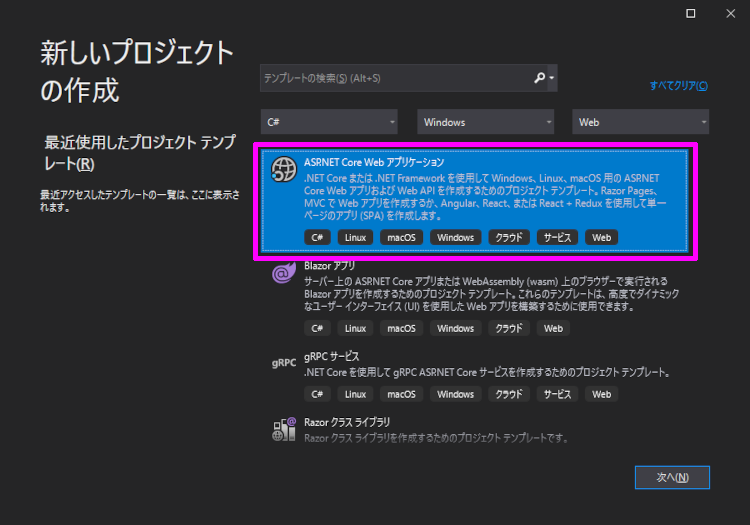 新しいプロジェクト
の作成
最近使用したプロジェクト テンプ
レート(R)
最近アクセスしたテンプレートの一覧は、ここに表示さ
れます。
テンプレートの検索(S) (Alt+S)
すべてクリア(C)
C# Windows Web
ASRNET Core Web アプリケーション
.NET Core または .NET Framework を使用して Windows、Linux、macOS 用の ASRNET
Core Web アプリおよび Web API を作成するためのプロジェクト テンプレート。Razor Pages、
MVC で Web アプリを作成するか、Angular、React、または React + Redux を使用して単一
ページのアプリ (SPA) を作成します。
C# Linux macOS Windows クラウド サービス Web
Blazor アプリ
サーバー上の ASRNET Core アプリまたは WebAssembly (wasm) 上のブラウザーで実行される
Blazor アプリを作成するためのプロジェクト テンプレート。これらのテンプレートは、高度でダイナミック
なユーザー インターフェイス (UI) を使用した Web アプリを構築するために使用できます。
C# Linux macOS Windows クラウド Web
gRPC gRPC サービス
.NET Core を使用して gRPC ASRNET Core サービスを作成するためのプロジェクト テンプレート。
C# Linux macOS Windows クラウド サービス Web
Razor クラス ライブラリ
Razor クラス ライブラリを作成するためのプロジェクト テンプレートです。
次へ(N)